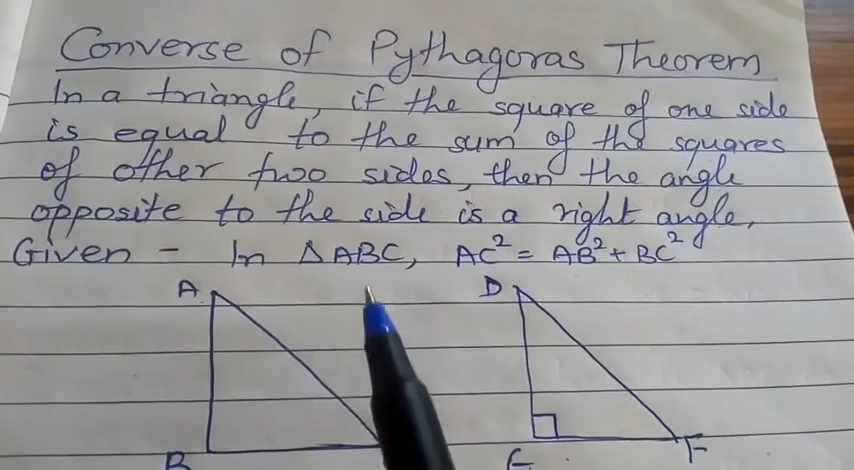 Converse of Pythagoras Theorem
In a triangle, if the square of one side
is equal to the sum of the squares
of other two sides, then the angle
opposite to the side is a right angle.
Given - In △ABC, AC² = AB² + BC²
A D
B E F